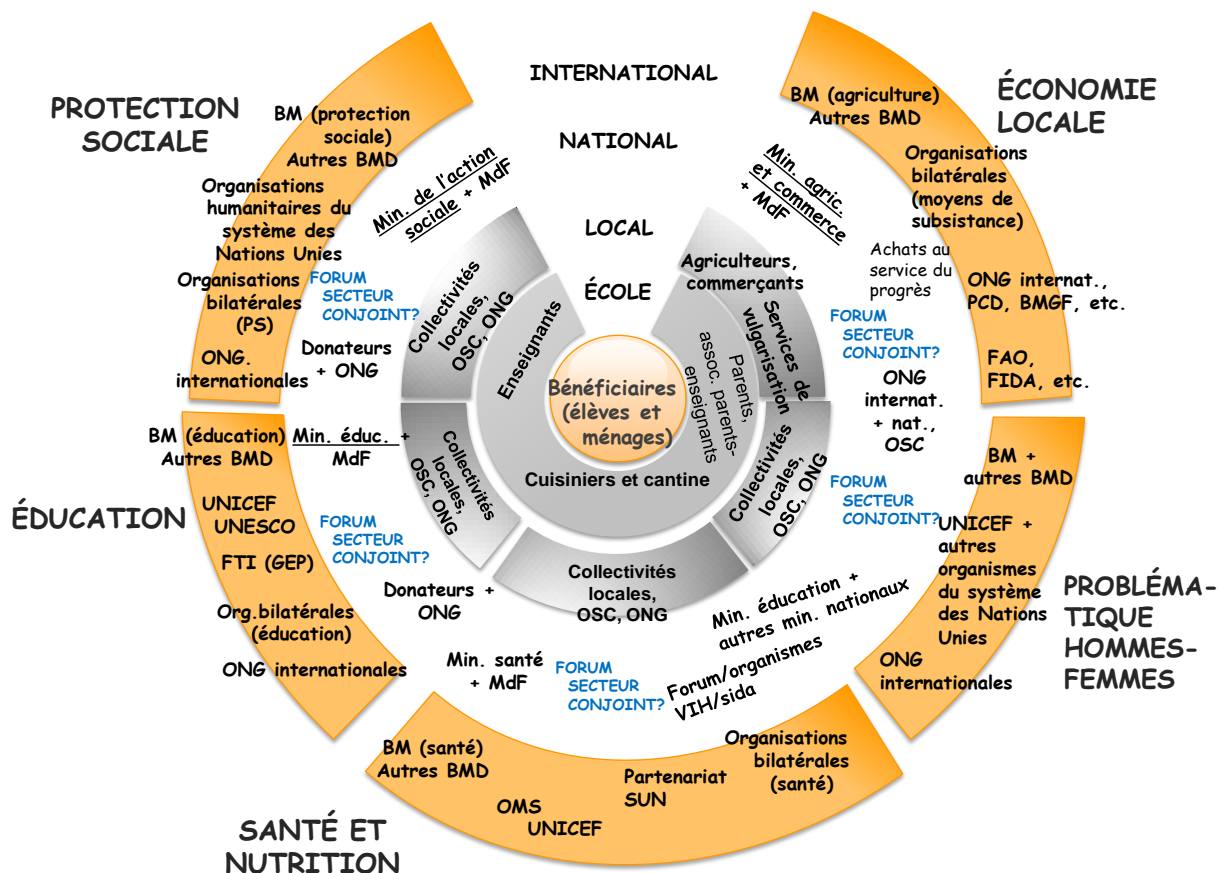 INTERNATIONAL
NATIONAL
LOCAL
ÉCOLE
PROTECTION
SOCIALE
BM (protection
sociale)
Autres BMD
Organisations
humanitaires du
système des
Nations Unies
Organisations
bilatérales
(PS)
ONG.
internationales
Min. de l'action
sociale + MdF
FORUM
SECTEUR
CONJOINT?
Donateurs
+ ONG
Collectivités
locales,
OSC, ONG
Enseignants
Bénéficiaires
(élèves et
ménages)
Parents,
assoc. parents-
enseignants
Cuisiniers et cantine
ÉCONOMIE
LOCALE
BM (agriculture)
Autres BMD
Organisations
bilatérales
(moyens de
subsistance)
ONG internat.,
PCD, BMGF, etc.
FAO,
FIDA, etc.
Min. agric.
et commerce
+ MdF
Achats au
service du
progrès
FORUM
SECTEUR
CONJOINT?
ONG
internat.
+ nat.,
OSC
Agriculteurs,
commerçants
Services de
vulgarisation
ÉDUCATION
BM (éducation)
Autres BMD
UNICEF
UNESCO
FTI (GEP)
Org.bilatérales
(éducation)
ONG internationales
Min. éduc. +
MdF
FORUM
SECTEUR
CONJOINT?
Donateurs +
ONG
Collectivités
locales,
OSC, ONG
PROBLÉMA-
TIQUE
HOMMES-
FEMMES
BM +
autres BMD
UNICEF +
autres
organismes
du système
des Nations
Unies
ONG
internationales
FORUM
SECTEUR
CONJOINT?
Collectivités
locales,
OSC, ONG
Min. éducation +
autres min. nationaux
Forum/organismes
VIH/sida
SANTÉ ET
NUTRITION
BM (santé)
Autres BMD
OMS
UNICEF
Partenariat
SUN
Organisations
bilatérales
(santé)
Min. santé
+ MdF
FORUM
SECTEUR
CONJOINT?
Collectivités
locales,
OSC, ONG